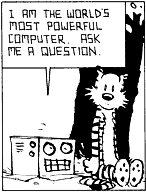 I AM THE WORLD'S
MOST POWERFUL
COMPUTER. ASK
ME A QUESTION.